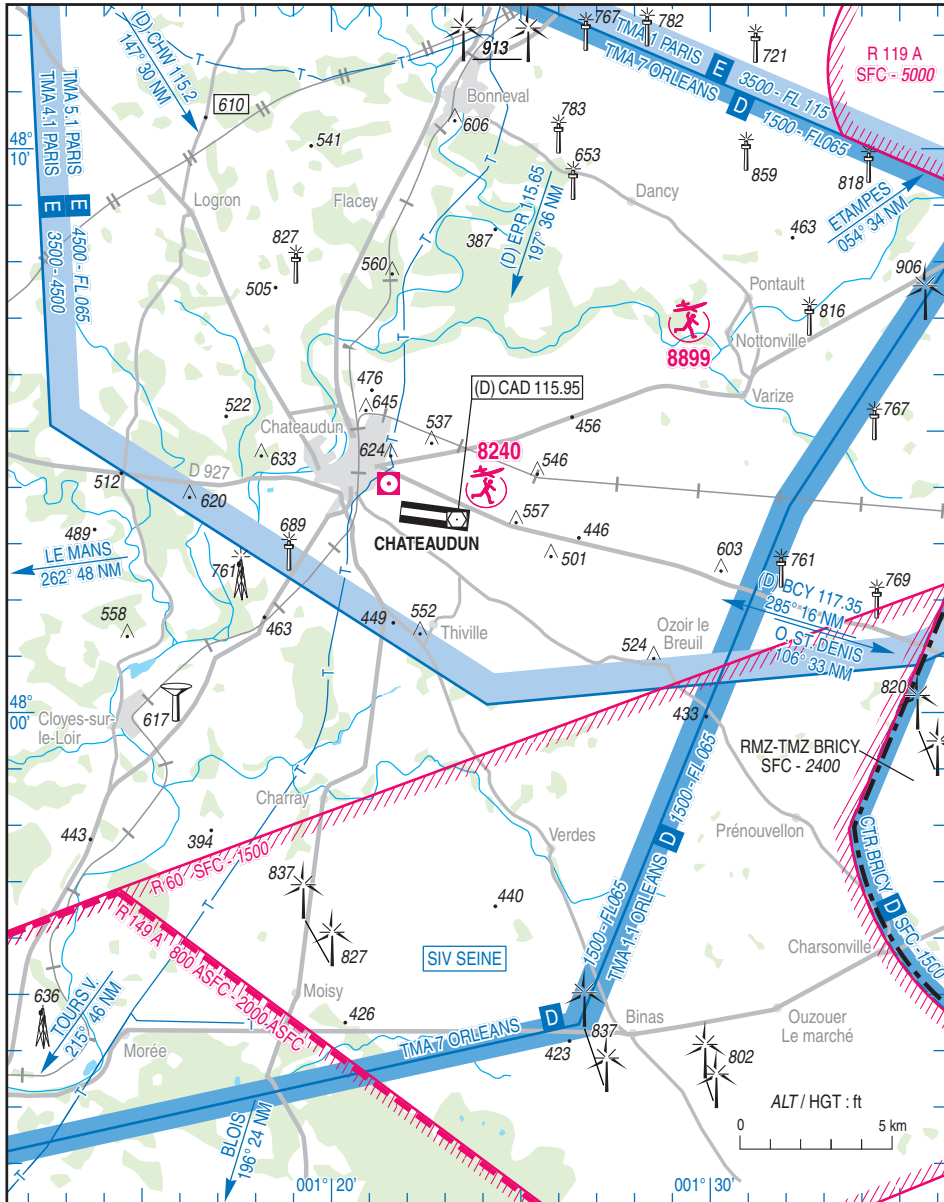 (D) CHW 115.2
147° 30 NM
913
767
782
721
TMA 1 PARIS E 3500 - FL 115
TMA 7 ORLEANS D 1500 - FL065
R 119 A
SFC - 5000
TMA 5.1 PARIS E 4500 - FL 065
TMA 4.1 PARIS E 3500 - 4500
610
Bonneval
606
783
541
653
859
818
48°
10'
Logron
Flacey
Dancy
ETAMPES
054° 34 NM
387
463
(D) EPR 115.65
197° 36 NM
827
560
505
906
Pontault
816
Nottonville
8899
(D) CAD 115.95
476
645
522
537
456
Varize
767
Chateaudun
633
624
8240
546
D 927
512
620
557
CHATEAUDUN
489
689
446
501
603
761
LE MANS
262° 48 NM
761
769
(D) BCY 117.35
285° 16 NM
O. ST. DENIS
106° 33 NM
558
463
449
552
Thiville
Ozoir le
Breuil
524
48°
00'
Cloyes-sur-
le-Loir
617
433
820
RMZ-TMZ BRICY
SFC - 2400
Charray
Verdes
Prénouvellon
443
394
R 60 SFC - 1500
837
440
827
1500 - FL 065
D
1500-FL065
TMA 1-1 ORLEANS
CTR BRICY D SFC-1500
R 149 A 800 ASFC - 2000 ASFC
SIV SEINE
Charsonville
636
TOURS V.
215° 46 NM
Moisy
426
Morée
TMA 7 ORLEANS D
837
423
Binas
Ouzouer
Le marché
802
BLOIS
196° 24 NM
ALT / HGT : ft
0 5 km
001° 20'
001° 30'
T
T
T
T
T
T
T
T
T
T
T
T
T